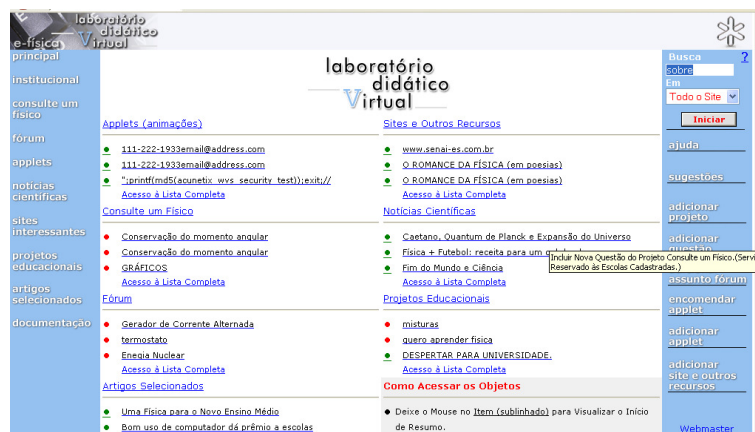 laboratório
didático
Virtual
e-física
principal
institucional
consulte um
físico
fórum
applets
notícias
científicas
sites
interessantes
projetos
educacionais
artigos
selecionados
documentação
laboratório
didático
Virtual
Applets (animações)
111-222-1933email@address.com
111-222-1933email@address.com
";printf(md5(acunetix_wvs_security_test));exit;//
Acesso à Lista Completa
Sites e Outros Recursos
www.senai-es.com.br
O ROMANCE DA FÍSICA (em poesias)
O ROMANCE DA FÍSICA (em poesias)
Acesso à Lista Completa
Consulte um Físico
Conservação do momento angular
Conservação do momento angular
GRÁFICOS
Acesso à Lista Completa
Notícias Científicas
Caetano, Quantum de Planck e Expansão do Universo
Física + Futebol: receita para um
Fim do Mundo e Ciência
Acesso à Lista Completa
Fórum
Gerador de Corrente Alternada
termostato
Enegia Nuclear
Acesso à Lista Completa
Projetos Educacionais
misturas
quero aprender fisica
DESPERTAR PARA UNIVERSIDADE.
Acesso à Lista Completa
Artigos Selecionados
Uma Física para o Novo Ensino Médio
Bom uso de computador dá prêmio a escolas
Como Acessar os Objetos
Deixe o Mouse no Item (sublinhado) para Visualizar o Início
de Resumo.
Busca ?
sobre
Em
Todo o Site
Iniciar
ajuda
sugestões
adicionar
projeto
adicionar
questão
Incluir Nova Questão do Projeto Consulte um Físico.(Servi
Reservado às Escolas Cadastradas.)
assunto fórum
encomendar
applet
adicionar
applet
adicionar
site e outros
recursos
Webmaster